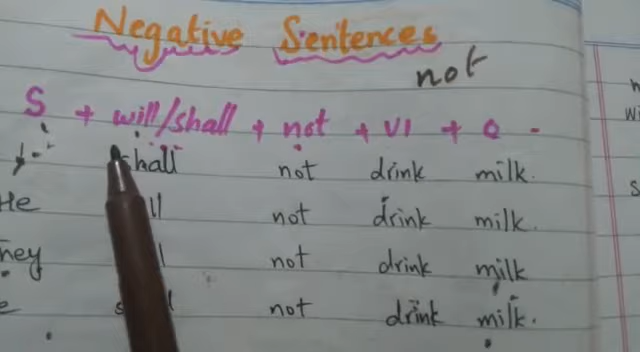 Negative Sentences
not
S + will/shall + not + V1 + O .
shall not drink milk.
He not drink milk.
not drink milk
not drink milk.